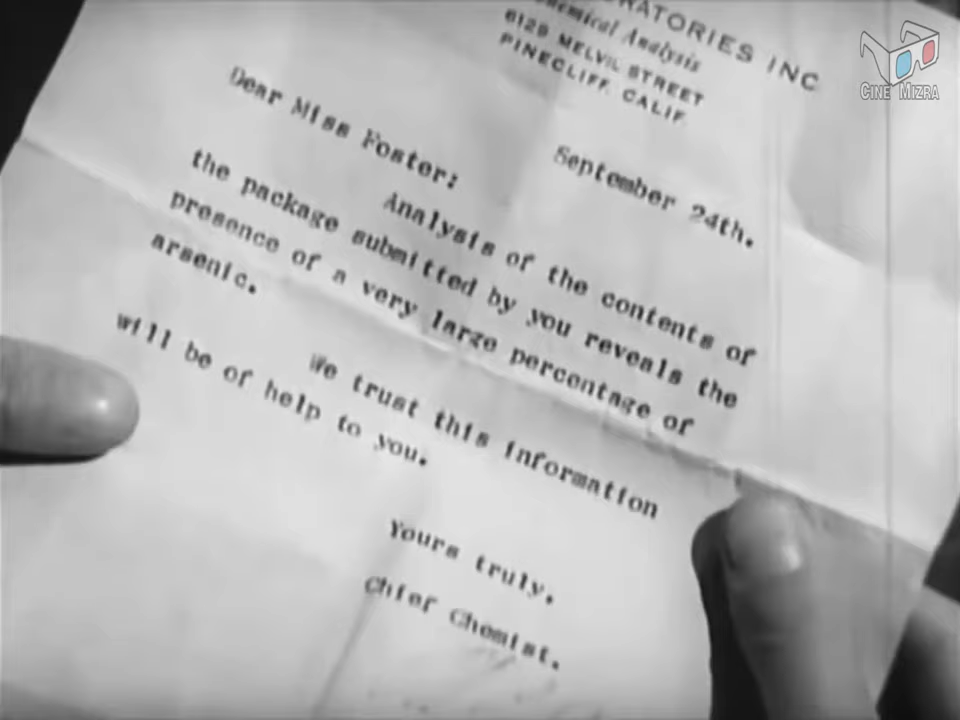 RATORIES INC
Chemical Analysis
6129 MELVIL STREET
PINECLIFF, CALIF
September 24th.
Dear Miss Foster:
Analysis of the contents of
the package submitted by you reveals the
presence of a very large percentage of
arsenic.
We trust this information
will be of help to you.
Yours truly,
Chief Chemist.
CINE MIZRA